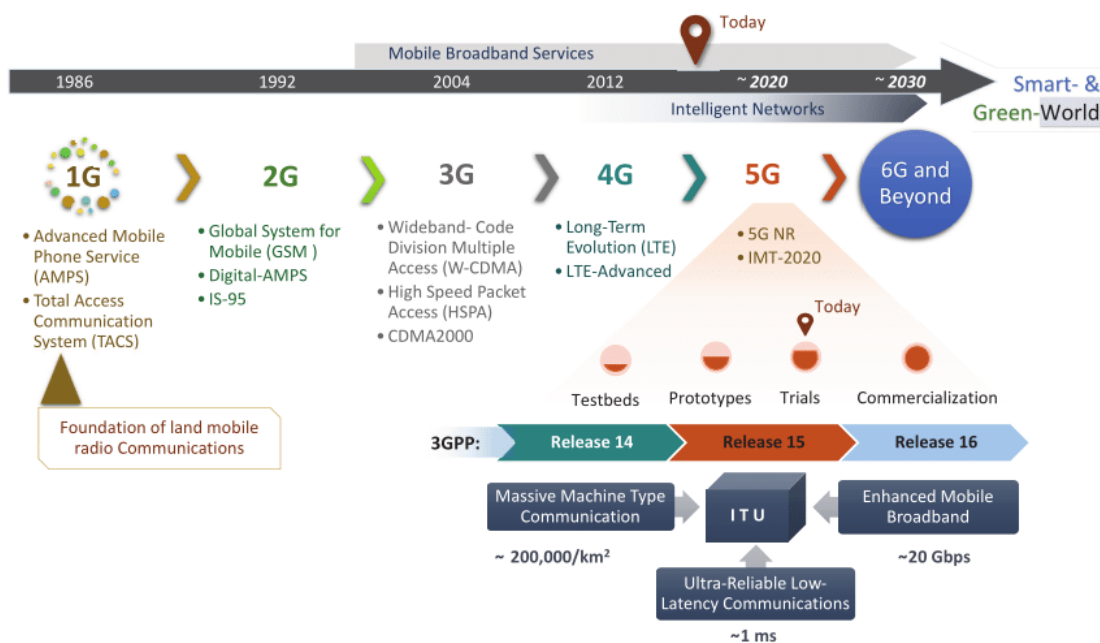 Today
Mobile Broadband Services
1986 1992 2004 2012 ~ 2020 ~ 2030
Smart- &
Green-World
Intelligent Networks
1G 2G 3G 4G 5G
6G and
Beyond
• Advanced Mobile
Phone Service
(AMPS)
• Total Access
Communication
System (TACS)
• Global System for
Mobile (GSM )
• Digital-AMPS
• IS-95
• Wideband- Code
Division Multiple
Access (W-CDMA)
• High Speed Packet
Access (HSPA)
• CDMA2000
• Long-Term
Evolution (LTE)
• LTE-Advanced
• 5G NR
• IMT-2020
Today
Testbeds Prototypes Trials Commercialization
Foundation of land mobile
radio Communications
3GPP: Release 14 Release 15 Release 16
Massive Machine Type
Communication
~ 200,000/km²
I T U
Enhanced Mobile
Broadband
~20 Gbps
Ultra-Reliable Low-
Latency Communications
~1 ms